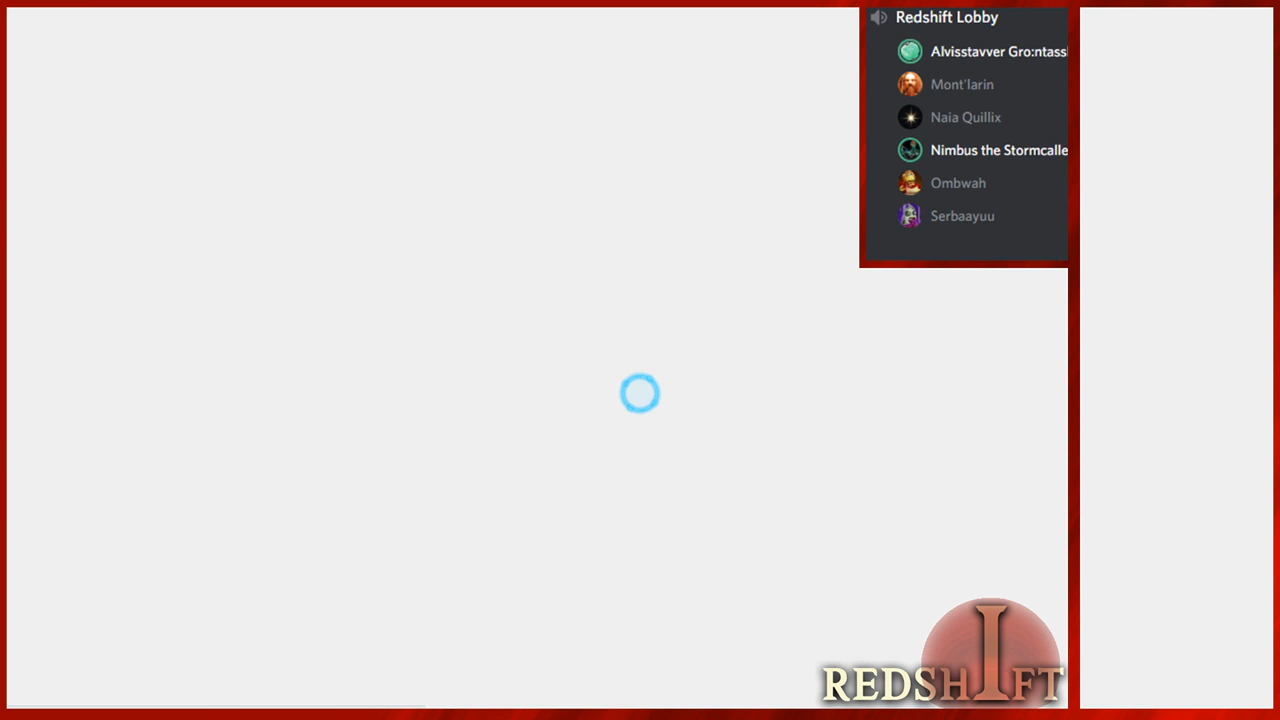 Redshift Lobby
Alvisstavver Gro:ntass
Mont'larin
Naia Quillix
Nimbus the Stormcalle
Ombwah
Serbaayuu
REDSHIFT